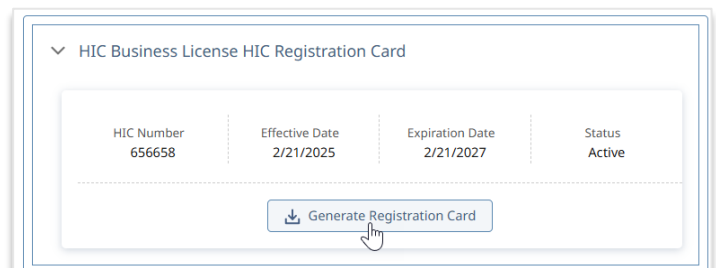 HIC Business License HIC Registration Card
HIC Number Effective Date Expiration Date Status
656658 2/21/2025 2/21/2027 Active
Generate Registration Card